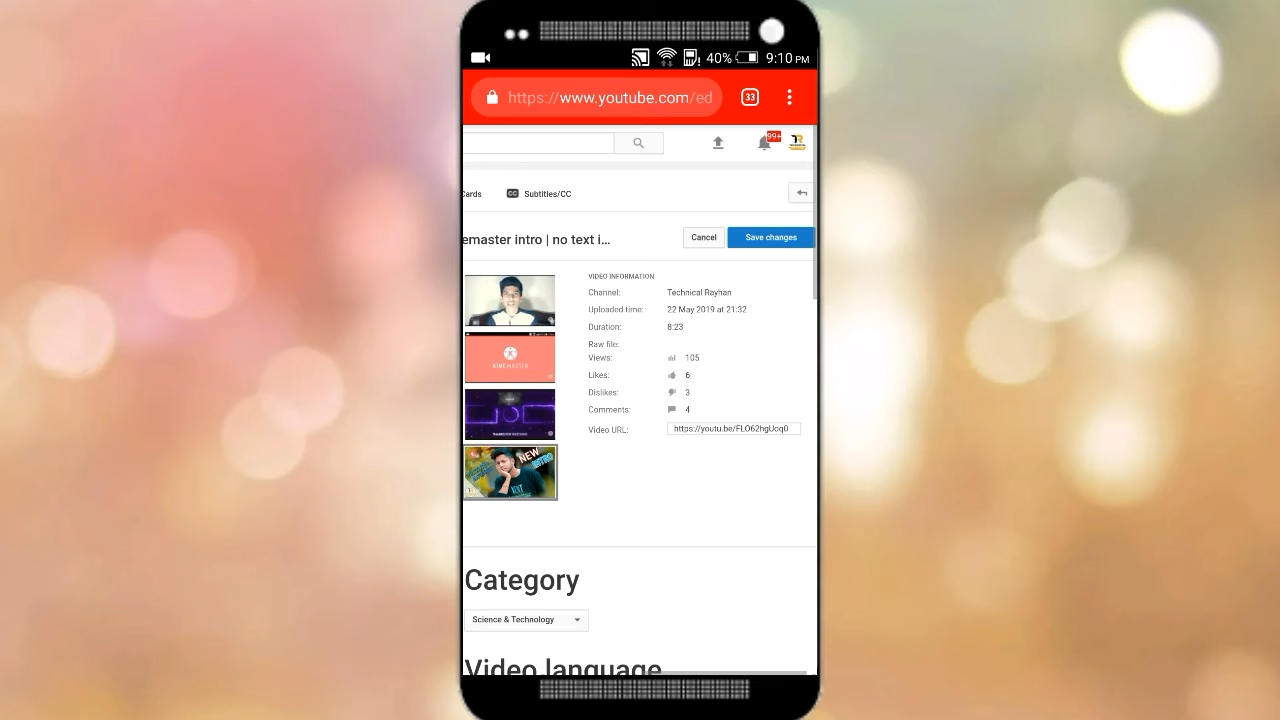 40%
9:10 PM
https://www.youtube.com/ed
33
99+
TR
Cards
CC
Subtitles/CC
emaster intro | no text i...
Cancel
Save changes
VIDEO INFORMATION
Channel: Technical Rayhan
Uploaded time: 22 May 2019 at 21:32
Duration: 8:23
Raw file:
Views: 105
Likes: 6
Dislikes: 3
Comments: 4
Video URL: https://youtu.be/FLO62hgUcq0
KINEMASTER
NEW
INTRO
Category
Science & Technology
Video language